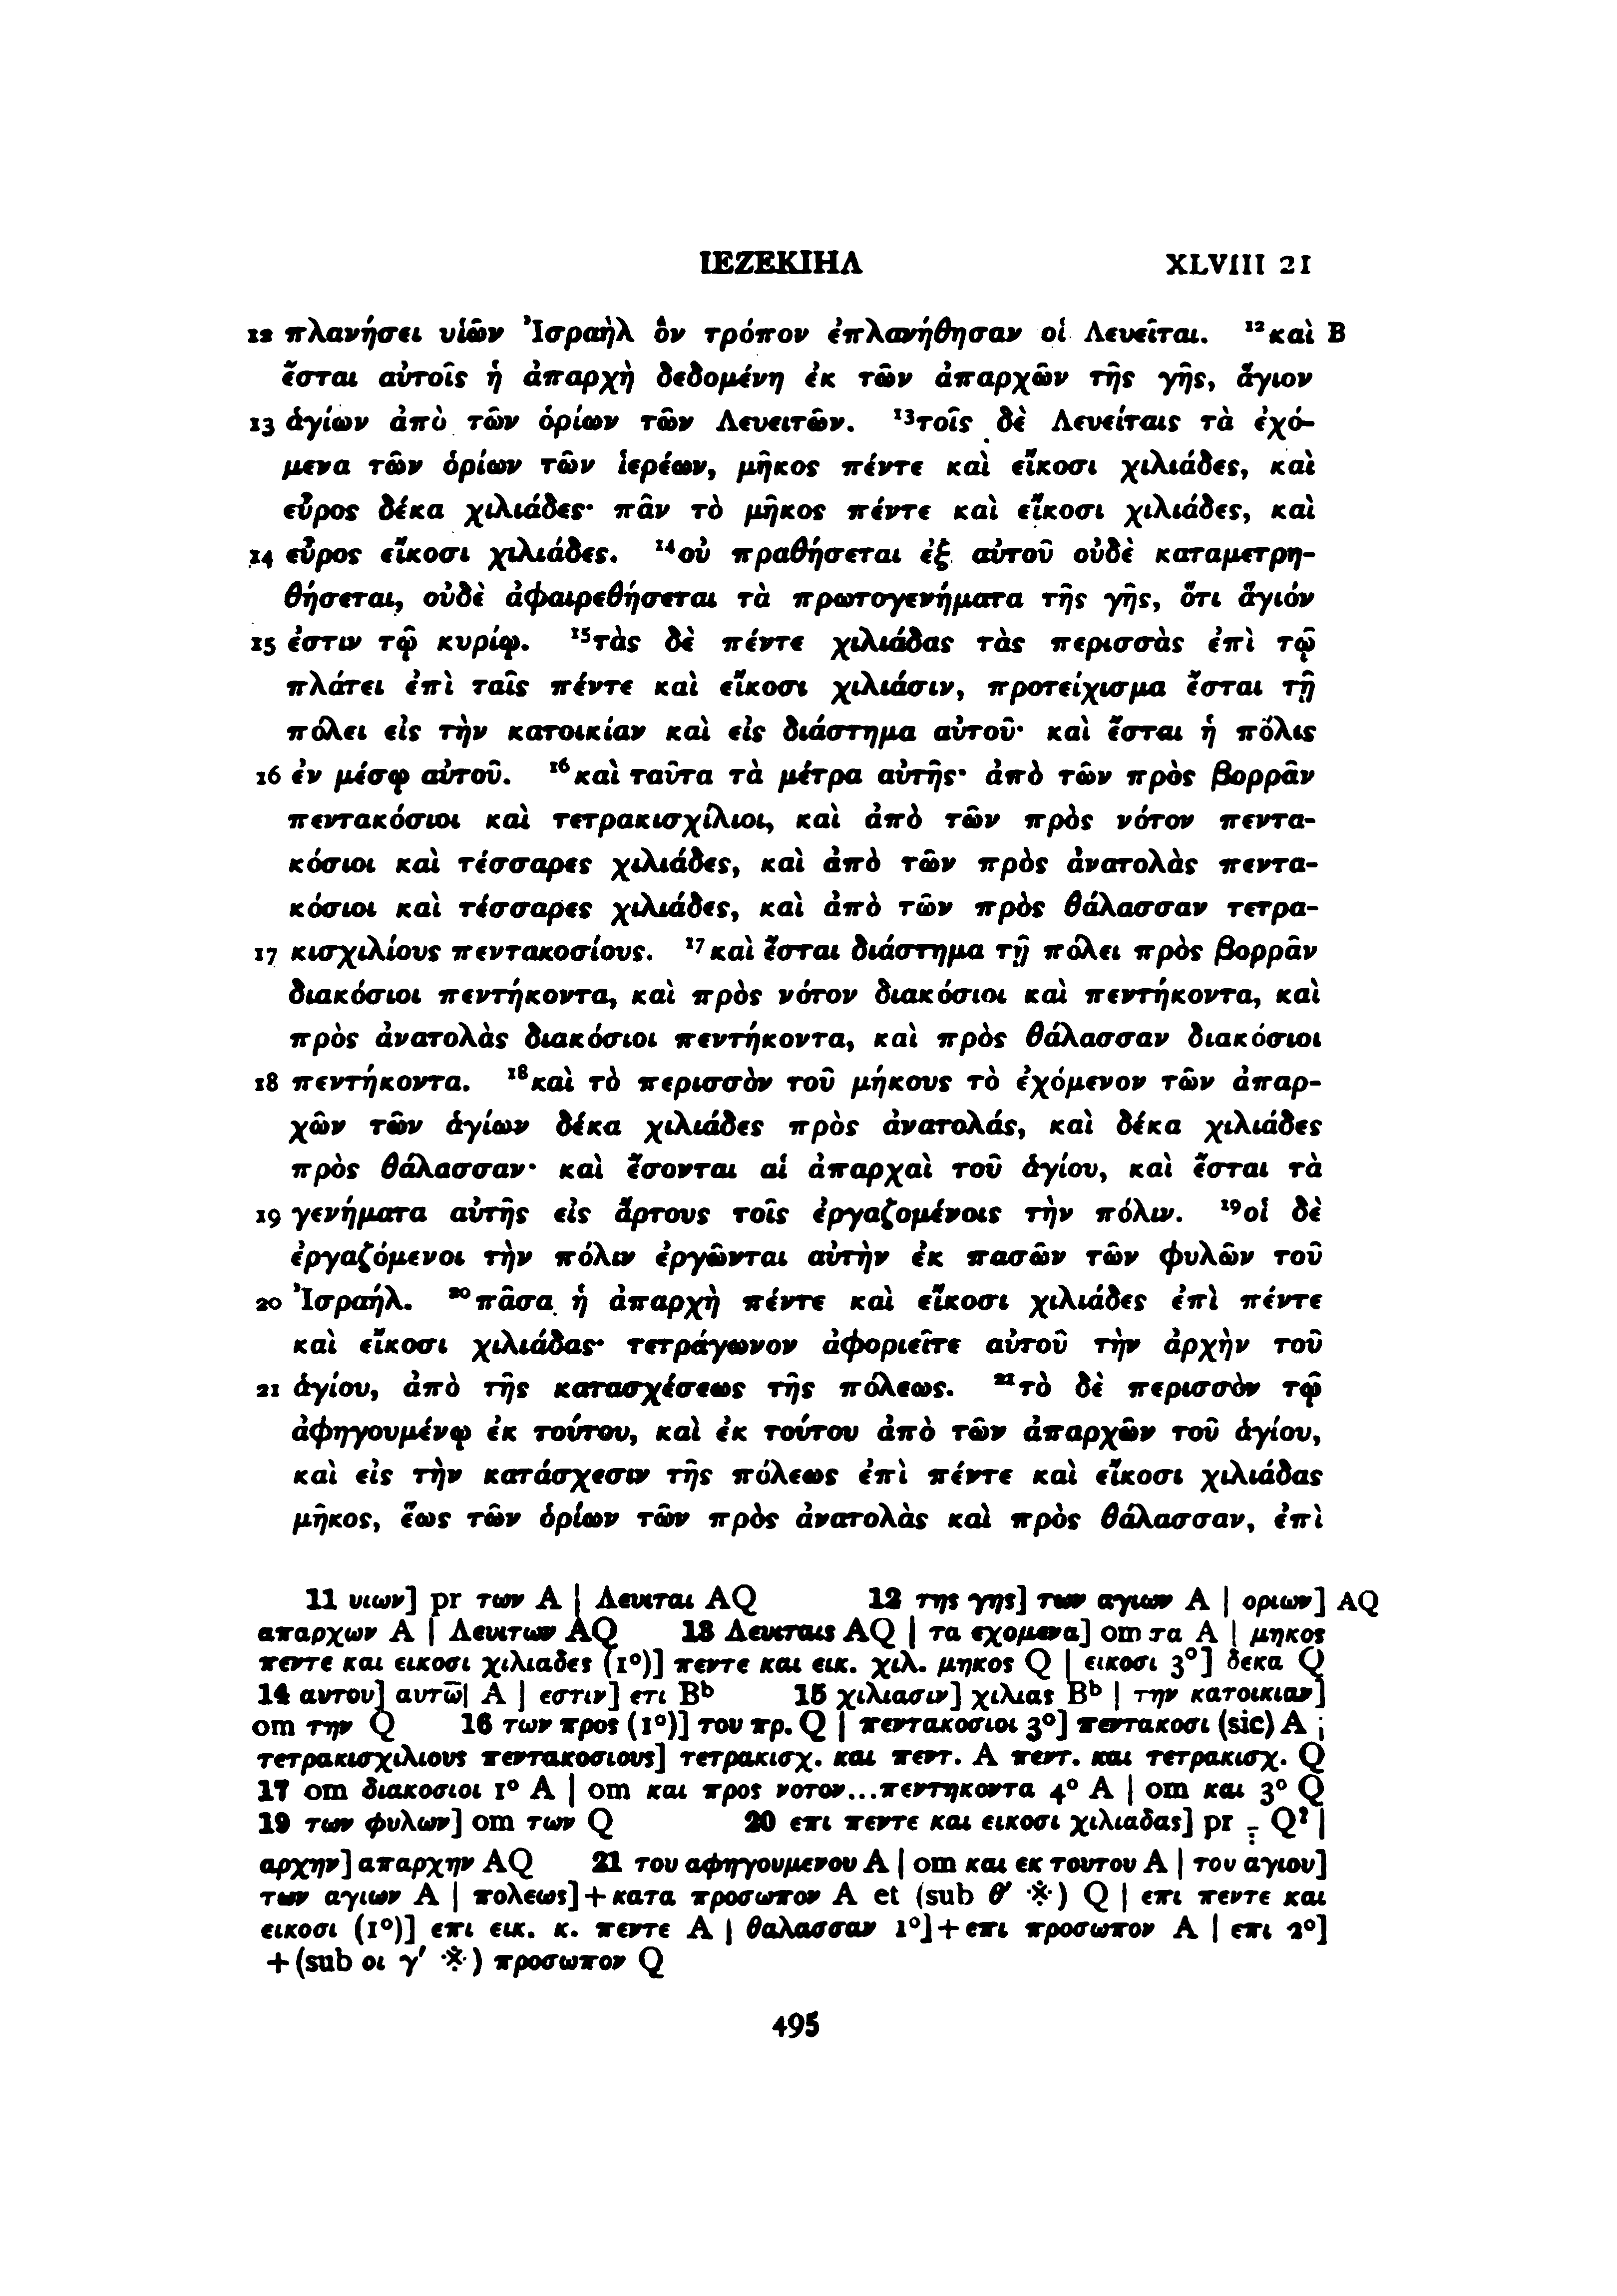 ΙΕΖΕΚΙΗΛ XLVIII 21
12 πλανήσει υἱῶν Ἰσραὴλ ὃν τρόπον ἐπλανήθησαν οἱ Λευεῖται. ¹²καὶ B
ἔσται αὐτοῖς ἡ ἀπαρχὴ δεδομένη ἐκ τῶν ἀπαρχῶν τῆς γῆς, ἅγιον
13 ἁγίων ἀπὸ τῶν ὁρίων τῶν Λευειτῶν. ¹³τοῖς δὲ Λευείταις τὰ ἐχό-
μενα τῶν ὁρίων τῶν ἱερέων, μῆκος πέντε καὶ εἴκοσι χιλιάδες, καὶ
εὖρος δέκα χιλιάδες· πᾶν τὸ μῆκος πέντε καὶ εἴκοσι χιλιάδες, καὶ
14 εὖρος εἴκοσι χιλιάδες. ¹⁴οὐ πραθήσεται ἐξ αὐτοῦ οὐδὲ καταμετρη-
θήσεται, οὐδὲ ἀφαιρεθήσεται τὰ πρωτογενήματα τῆς γῆς, ὅτι ἅγιόν
15 ἐστιν τῷ κυρίῳ. ¹⁵τὰς δὲ πέντε χιλιάδας τὰς περισσὰς ἐπὶ τῷ
πλάτει ἐπὶ ταῖς πέντε καὶ εἴκοσι χιλιάσιν, προτείχισμα ἔσται τῇ
πόλει εἰς τὴν κατοικίαν καὶ εἰς διάστημα αὐτοῦ· καὶ ἔσται ἡ πόλις
16 ἐν μέσῳ αὐτοῦ. ¹⁶καὶ ταῦτα τὰ μέτρα αὐτῆς· ἀπὸ τῶν πρὸς βορρᾶν
πεντακόσιοι καὶ τετρακισχίλιοι, καὶ ἀπὸ τῶν πρὸς νότον πεντα-
κόσιοι καὶ τέσσαρες χιλιάδες, καὶ ἀπὸ τῶν πρὸς ἀνατολὰς πεντα-
κόσιοι καὶ τέσσαρες χιλιάδες, καὶ ἀπὸ τῶν πρὸς θάλασσαν τετρα-
17 κισχιλίους πεντακοσίους. ¹⁷καὶ ἔσται διάστημα τῇ πόλει πρὸς βορρᾶν
διακόσιοι πεντήκοντα, καὶ πρὸς νότον διακόσιοι καὶ πεντήκοντα, καὶ
πρὸς ἀνατολὰς διακόσιοι πεντήκοντα, καὶ πρὸς θάλασσαν διακόσιοι
18 πεντήκοντα. ¹⁸καὶ τὸ περισσὸν τοῦ μήκους τὸ ἐχόμενον τῶν ἀπαρ-
χῶν τῶν ἁγίων δέκα χιλιάδες πρὸς ἀνατολάς, καὶ δέκα χιλιάδες
πρὸς θάλασσαν· καὶ ἔσονται αἱ ἀπαρχαὶ τοῦ ἁγίου, καὶ ἔσται τὰ
19 γενήματα αὐτῆς εἰς ἄρτους τοῖς ἐργαζομένοις τὴν πόλιν. ¹⁹οἱ δὲ
ἐργαζόμενοι τὴν πόλιν ἐργῶνται αὐτὴν ἐκ πασῶν τῶν φυλῶν τοῦ
20 Ἰσραήλ. ²⁰πᾶσα ἡ ἀπαρχὴ πέντε καὶ εἴκοσι χιλιάδες ἐπὶ πέντε
καὶ εἴκοσι χιλιάδας· τετράγωνον ἀφοριεῖτε αὐτοῦ τὴν ἀρχὴν τοῦ
21 ἁγίου, ἀπὸ τῆς κατασχέσεως τῆς πόλεως. ²¹τὸ δὲ περισσὸν τῷ
ἀφηγουμένῳ ἐκ τούτου, καὶ ἐκ τούτου ἀπὸ τῶν ἀπαρχῶν τοῦ ἁγίου,
καὶ εἰς τὴν κατάσχεσιν τῆς πόλεως ἐπὶ πέντε καὶ εἴκοσι χιλιάδας
μῆκος, ἕως τῶν ὁρίων τῶν πρὸς ἀνατολὰς καὶ πρὸς θάλασσαν, ἐπὶ
11 υιων] pr των A | Λευιται AQ 12 της γης] των αγιων A | οριων] AQ
απαρχων A | Λευιτων AQ 13 Λευιταις AQ | τα εχομενα] om τα A | μηκος
πεντε και εικοσι χιλιαδες (1°)] πεντε και εικ. χιλ. μηκος Q | εικοσι 3°] δεκα Q
14 αυτου] αυτω̅| A | εστιν] ετι Bᵇ 15 χιλιασιν] χιλιας Bᵇ | την κατοικιαν]
om την Q 16 των προς (1°)] του πρ. Q | πεντακοσιοι 3°] πεντακοσι (sic) A |
τετρακισχιλιους πεντακοσιους] τετρακισχ. και πεντ. A πεντ. και τετρακισχ. Q
17 om διακοσιοι 1° A | om και προς νοτον...πεντηκοντα 4° A | om και 3° Q
19 των φυλων] om των Q 20 επι πεντε και εικοσι χιλιαδας] pr ÷ Qˀ |
αρχην] απαρχην AQ 21 του αφηγουμενου A | om και εκ τουτου A | του αγιου]
των αγιων A | πολεως]+κατα προσωπον A et (sub θ′ ※) Q | επι πεντε και
εικοσι (1°)] επι εικ. κ. πεντε A | θαλασσαν 1°]+επι προσωπον A | επι 2°]
+(sub οι γ′ ※) προσωπον Q
495